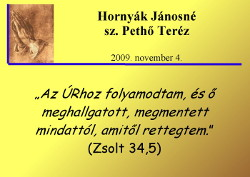 Hornyák Jánosné
sz. Pethő Teréz
2009. november 4.
„Az ÚRhoz folyamodtam, és ő
meghallgatott, megmentett
mindattól, amitől rettegtem.”
(Zsolt 34,5)